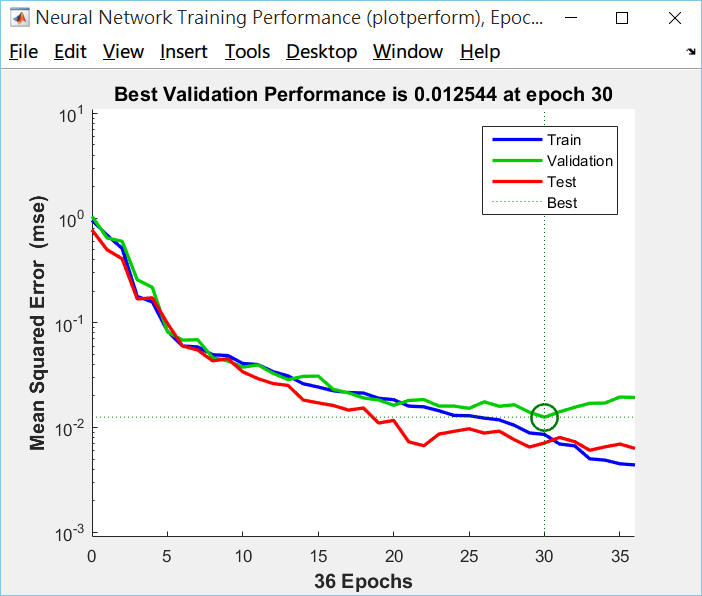 Neural Network Training Performance (plotperform), Epoc...
File Edit View Insert Tools Desktop Window Help
Best Validation Performance is 0.012544 at epoch 30
Train
Validation
Test
Best
Mean Squared Error (mse)
10^1
10^0
10^-1
10^-2
10^-3
0 5 10 15 20 25 30 35
36 Epochs